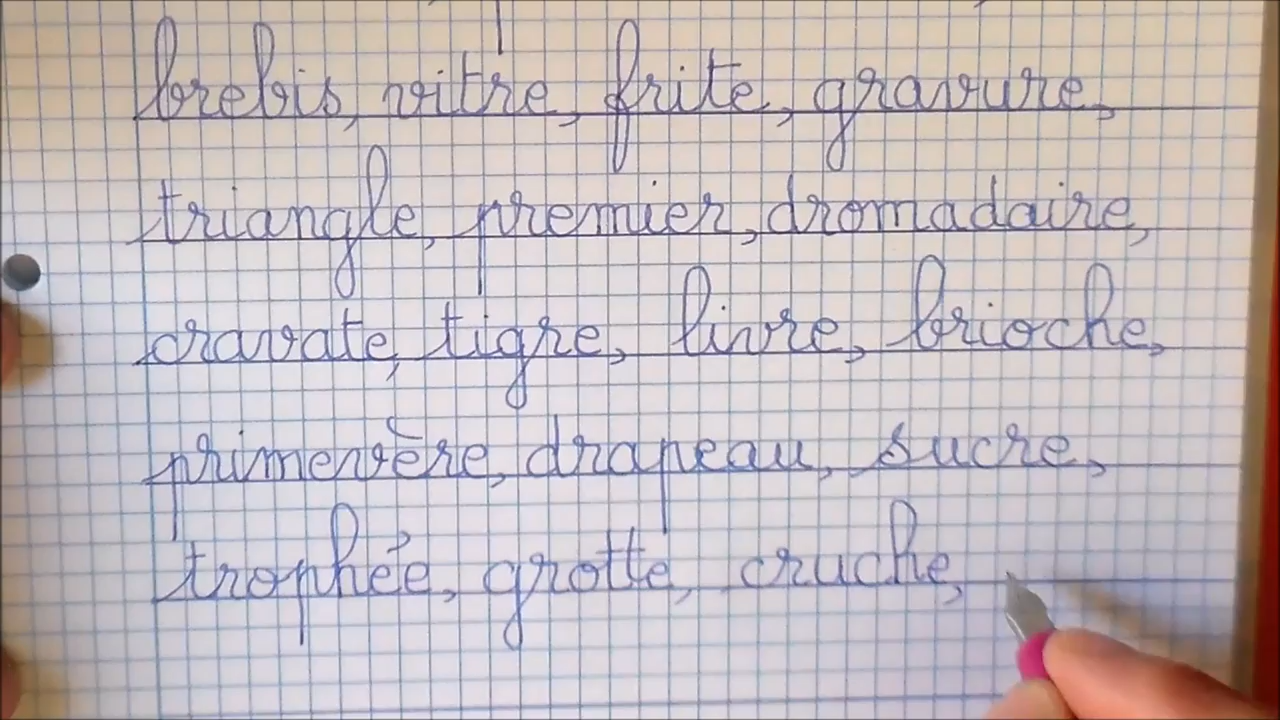 brebis, vitre, frite, gravure,
triangle, premier, dromadaire,
cravate, tigre, livre, brioche,
primevère, drapeau, sucre,
trophée, grotte, cruche,